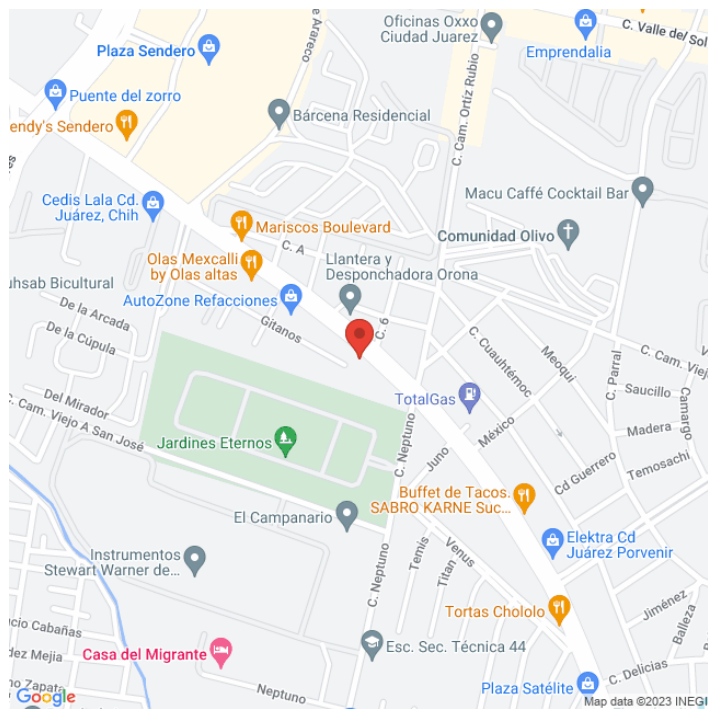 Oficinas Oxxo
Ciudad Juarez
C. Valle del Sol
Emprendalia
Plaza Sendero
e Arareco
Puente del zorro
endy's Sendero
Bárcena Residencial
C. Cam. Ortíz Rubio
Cedis Lala Cd.
Juárez, Chih
Macu Caffé Cocktail Bar
Mariscos Boulevard
C. A
Comunidad Olivo
Olas Mexcalli
by Olas altas
Llantera y
Desponchadora Orona
uhsab Bicultural
AutoZone Refacciones
De la Arcada
Gitanos
C. 6
De la Cúpula
C. Cuauhtémoc
Meoqui
C. Parral
C. Cam. Viej
Saucillo
Camargo
Del Mirador
TotalGas
México
Madera
C. Cam. Viejo A San José
Jardines Eternos
C. Neptuno
Juno
Cd Guerrero
Temosachi
Buffet de Tacos.
SABRO KARNE Suc...
El Campanario
Elektra Cd
Juárez Porvenir
Instrumentos
Stewart Warner de...
C. Neptuno
Temis
Titan
Venus
Tortas Chololo
Jiménez
Balleza
ucio Cabañas
dez Mejia
Casa del Migrante
Esc. Sec. Técnica 44
C. Delicias
no Zapata
Neptuno
Plaza Satélite
Google
Map data ©2023 INEGI